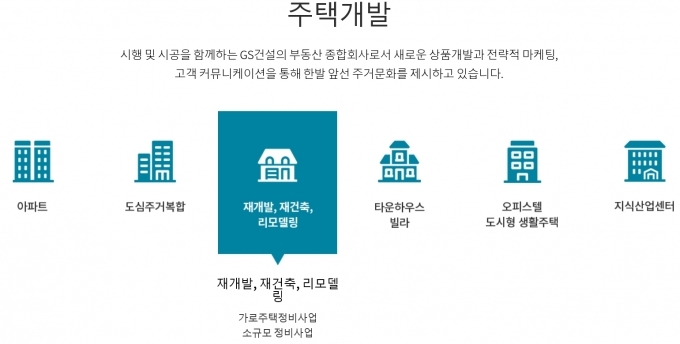 주택개발
시행 및 시공을 함께하는 GS건설의 부동산 종합회사로서 새로운 상품개발과 전략적 마케팅,
고객 커뮤니케이션을 통해 한발 앞선 주거문화를 제시하고 있습니다.
아파트
도심주거복합
재개발, 재건축,
리모델링
타운하우스
빌라
오피스텔
도시형 생활주택
지식산업센터
재개발, 재건축, 리모델
링
가로주택정비사업
소규모 정비사업